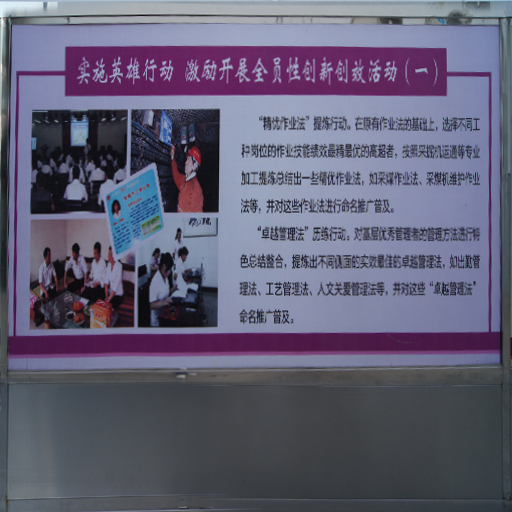 实施英雄行动 激励开展全员性创新创效活动（一）
“精优作业法”提炼行动。在原有作业法的基础上，选择不同工
种岗位的作业技能绩效最精最优的高超者，按照采掘机运通等专业
加工提炼总结出一些精优作业法，如采煤作业法、采煤机维护作业
法等，并对这些作业法进行命名推广普及。
“卓越管理法”历练行动。对基层优秀管理者的管理方法进行特
色总结整合，提炼出不同侧面的实效最佳的卓越管理法，如出勤管
理法、工艺管理法、人文关爱管理法等，并对这些“卓越管理法”
命名推广普及。